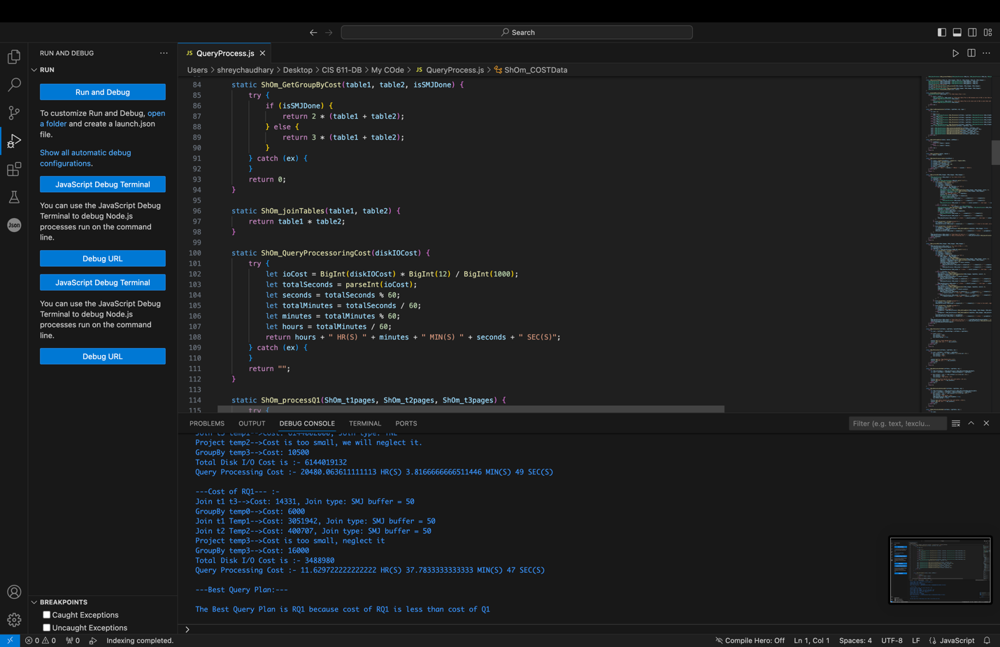 Search
RUN AND DEBUG
RUN
Run and Debug
To customize Run and Debug, open
a folder and create a launch.json
file.
Show all automatic debug
configurations.
JavaScript Debug Terminal
You can use the JavaScript Debug
Terminal to debug Node.js
processes run on the command
line.
Debug URL
JavaScript Debug Terminal
You can use the JavaScript Debug
Terminal to debug Node.js
processes run on the command
line.
Debug URL
Json
BREAKPOINTS
Caught Exceptions
Uncaught Exceptions
JS QueryProcess.js
Users > shreychaudhary > Desktop > CIS 611-DB > My COde > JS QueryProcess.js > ShOm_COSTData
84 static ShOm_GetGroupByCost(table1, table2, isSMJDone) {
85 try {
86 if (isSMJDone) {
87 return 2 * (table1 + table2);
88 } else {
89 return 3 * (table1 + table2);
90 }
91 } catch (ex) {
92 }
93 return 0;
94 }
95
96 static ShOm_joinTables(table1, table2) {
97 return table1 * table2;
98 }
99
100 static ShOm_QueryProcessoringCost(diskIOCost) {
101 try {
102 let ioCost = BigInt(diskIOCost) * BigInt(12) / BigInt(1000);
103 let totalSeconds = parseInt(ioCost);
104 let seconds = totalSeconds % 60;
105 let totalMinutes = totalSeconds / 60;
106 let minutes = totalMinutes % 60;
107 let hours = totalMinutes / 60;
108 return hours + " HR(S) " + minutes + " MIN(S) " + seconds + " SEC(S)";
109 } catch (ex) {
110 }
111 return "";
112 }
113
114 static ShOm_processQ1(ShOm_t1pages, ShOm_t2pages, ShOm_t3pages) {
115 try {
PROBLEMS OUTPUT DEBUG CONSOLE TERMINAL PORTS
Filter (e.g. text, !exclu...
Join t3 temp1-->Cost: 6144002000, Join type: TNL
Project temp2-->Cost is too small, we will neglect it.
GroupBy temp3-->Cost: 10500
Total Disk I/O Cost is :- 6144019132
Query Processing Cost :- 20480.063611111113 HR(S) 3.8166666666511446 MIN(S) 49 SEC(S)
---Cost of RQ1--- :-
Join t1 t3-->Cost: 14331, Join type: SMJ buffer = 50
GroupBy temp0-->Cost: 6000
Join t1 Temp1-->Cost: 3051942, Join type: SMJ buffer = 50
Join t2 Temp2-->Cost: 400707, Join type: SMJ buffer = 50
Project temp3-->Cost is too small, neglect it
GroupBy temp3-->Cost: 16000
Total Disk I/O Cost is :- 3488980
Query Processing Cost :- 11.629722222222222 HR(S) 37.7833333333333 MIN(S) 47 SEC(S)
---Best Query Plan:---
The Best Query Plan is RQ1 because cost of RQ1 is less than cost of Q1
0 0 0 Indexing completed.
Compile Hero: Off Ln 1, Col 1 Spaces: 4 UTF-8 LF JavaScript